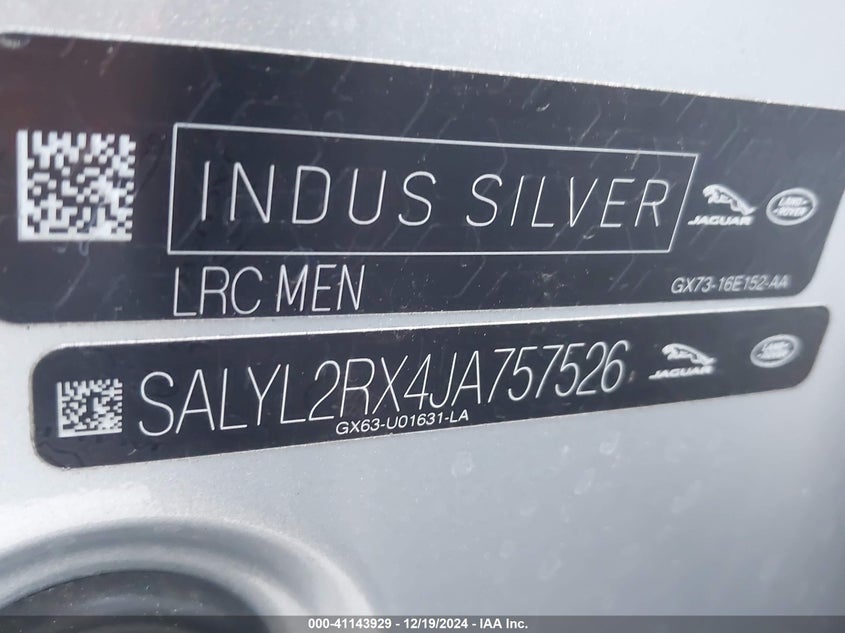 INDUS SILVER
JAGUAR
LAND-
-ROVER
LRC MEN
GX73-16E152-AA
SALYL2RX4JA757526
JAGUAR
GX63-U01631-LA
000-41143929 - 12/19/2024 - IAA Inc.